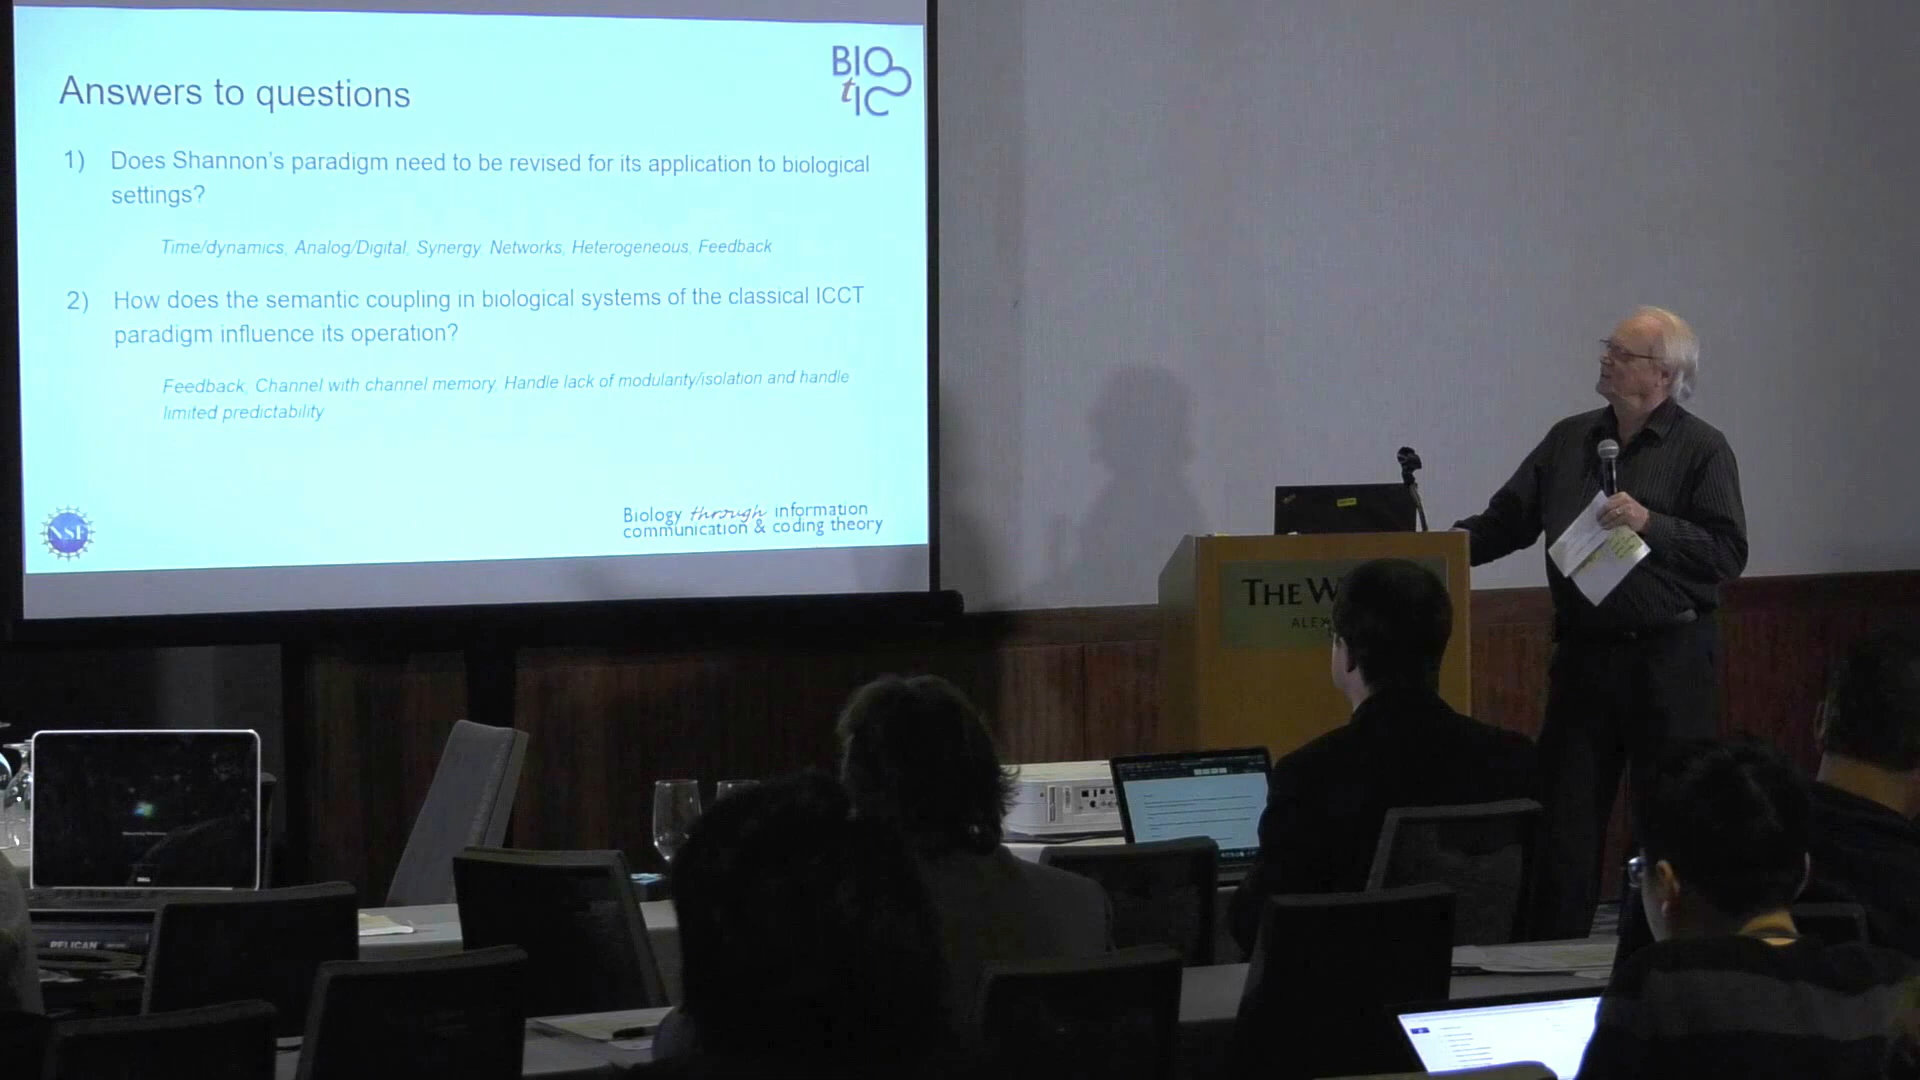 Answers to questions
BIO
tIC
1) Does Shannon's paradigm need to be revised for its application to biological
settings?
Time/dynamics, Analog/Digital, Synergy, Networks, Heterogeneous, Feedback
2) How does the semantic coupling in biological systems of the classical ICCT
paradigm influence its operation?
Feedback, Channel with channel memory, Handle lack of modularity/isolation and handle
limited predictability
NSF
Biology through information
communication & coding theory
THE W
ALEX
DELL
PELICAN